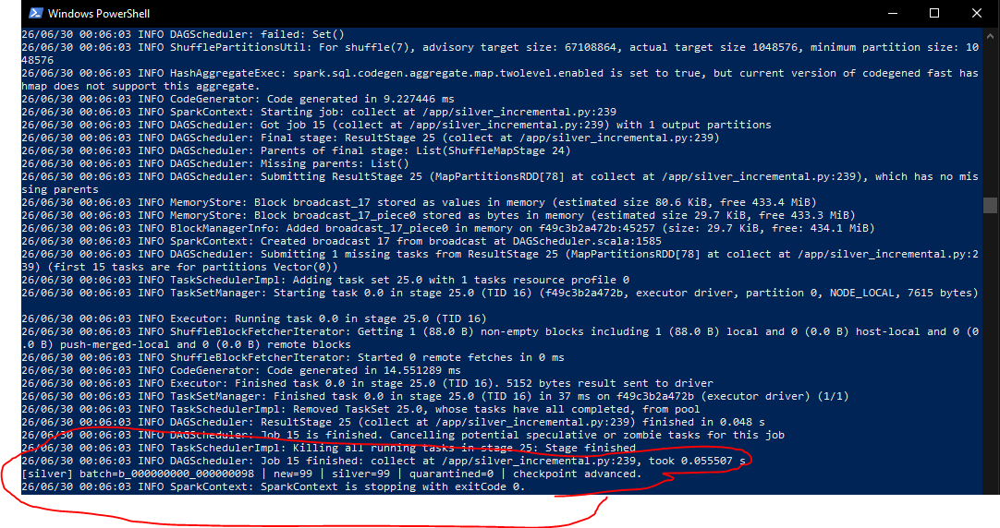 Windows PowerShell
26/06/30 00:06:03 INFO DAGScheduler: failed: Set()
26/06/30 00:06:03 INFO ShufflePartitionsUtil: For shuffle(7), advisory target size: 67108864, actual target size 1048576, minimum partition size: 10
48576
26/06/30 00:06:03 INFO HashAggregateExec: spark.sql.codegen.aggregate.map.twolevel.enabled is set to true, but current version of codegened fast has
hmap does not support this aggregate.
26/06/30 00:06:03 INFO CodeGenerator: Code generated in 9.227446 ms
26/06/30 00:06:03 INFO SparkContext: Starting job: collect at /app/silver_incremental.py:239
26/06/30 00:06:03 INFO DAGScheduler: Got job 15 (collect at /app/silver_incremental.py:239) with 1 output partitions
26/06/30 00:06:03 INFO DAGScheduler: Final stage: ResultStage 25 (collect at /app/silver_incremental.py:239)
26/06/30 00:06:03 INFO DAGScheduler: Parents of final stage: List(ShuffleMapStage 24)
26/06/30 00:06:03 INFO DAGScheduler: Missing parents: List()
26/06/30 00:06:03 INFO DAGScheduler: Submitting ResultStage 25 (MapPartitionsRDD[78] at collect at /app/silver_incremental.py:239), which has no mis
sing parents
26/06/30 00:06:03 INFO MemoryStore: Block broadcast_17 stored as values in memory (estimated size 80.6 KiB, free 433.4 MiB)
26/06/30 00:06:03 INFO MemoryStore: Block broadcast_17_piece0 stored as bytes in memory (estimated size 29.7 KiB, free 433.3 MiB)
26/06/30 00:06:03 INFO BlockManagerInfo: Added broadcast_17_piece0 in memory on f49c3b2a472b:45257 (size: 29.7 KiB, free: 434.1 MiB)
26/06/30 00:06:03 INFO SparkContext: Created broadcast 17 from broadcast at DAGScheduler.scala:1585
26/06/30 00:06:03 INFO DAGScheduler: Submitting 1 missing tasks from ResultStage 25 (MapPartitionsRDD[78] at collect at /app/silver_incremental.py:2
39) (first 15 tasks are for partitions Vector(0))
26/06/30 00:06:03 INFO TaskSchedulerImpl: Adding task set 25.0 with 1 tasks resource profile 0
26/06/30 00:06:03 INFO TaskSetManager: Starting task 0.0 in stage 25.0 (TID 16) (f49c3b2a472b, executor driver, partition 0, NODE_LOCAL, 7615 bytes)
26/06/30 00:06:03 INFO Executor: Running task 0.0 in stage 25.0 (TID 16)
26/06/30 00:06:03 INFO ShuffleBlockFetcherIterator: Getting 1 (88.0 B) non-empty blocks including 1 (88.0 B) local and 0 (0.0 B) host-local and 0 (0
.0 B) push-merged-local and 0 (0.0 B) remote blocks
26/06/30 00:06:03 INFO ShuffleBlockFetcherIterator: Started 0 remote fetches in 0 ms
26/06/30 00:06:03 INFO CodeGenerator: Code generated in 14.551289 ms
26/06/30 00:06:03 INFO Executor: Finished task 0.0 in stage 25.0 (TID 16). 5152 bytes result sent to driver
26/06/30 00:06:03 INFO TaskSetManager: Finished task 0.0 in stage 25.0 (TID 16) in 37 ms on f49c3b2a472b (executor driver) (1/1)
26/06/30 00:06:03 INFO TaskSchedulerImpl: Removed TaskSet 25.0, whose tasks have all completed, from pool
26/06/30 00:06:03 INFO DAGScheduler: ResultStage 25 (collect at /app/silver_incremental.py:239) finished in 0.048 s
26/06/30 00:06:03 INFO DAGScheduler: Job 15 is finished. Cancelling potential speculative or zombie tasks for this job
26/06/30 00:06:03 INFO TaskSchedulerImpl: Killing all running tasks in stage 25: Stage finished
26/06/30 00:06:03 INFO DAGScheduler: Job 15 finished: collect at /app/silver_incremental.py:239, took 0.055507 s
[silver] batch=b_000000000_000000098 | new=99 | silver=99 | quarantined=0 | checkpoint advanced.
26/06/30 00:06:03 INFO SparkContext: SparkContext is stopping with exitCode 0.